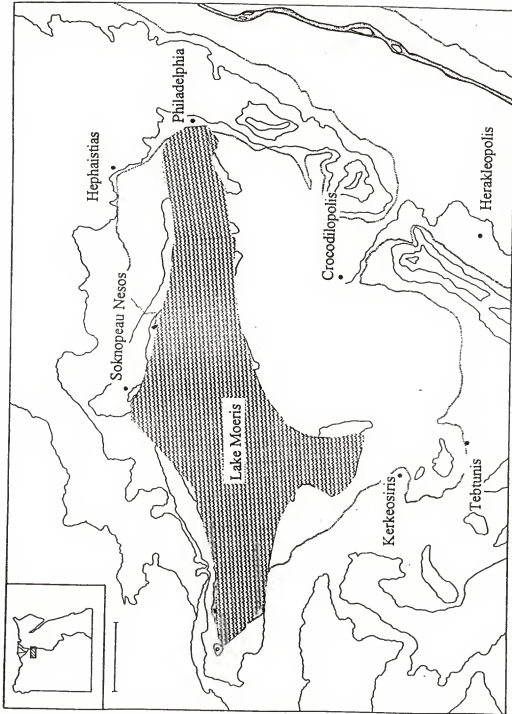 Philadelphia
Hephaistias
Soknopeau Nesos
Crocodilopolis
Herakleopolis
Lake Moeris
Kerkeosiris
Tebtunis